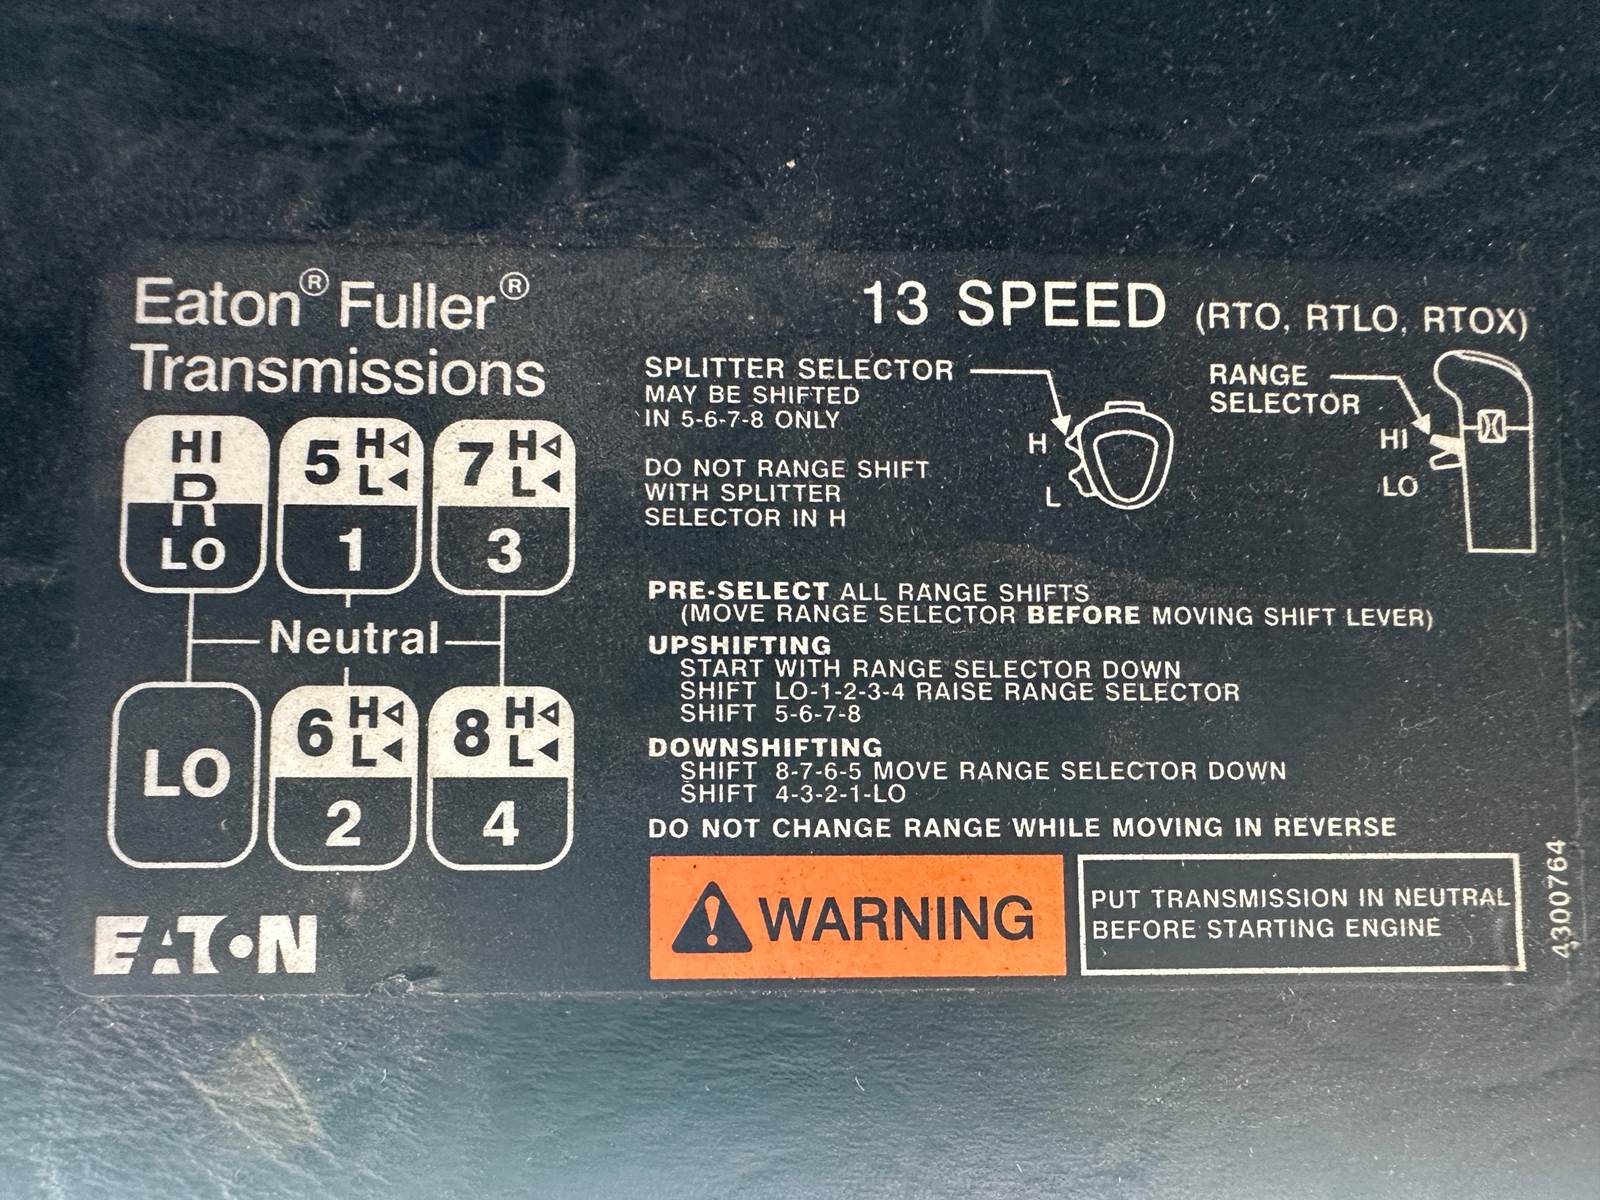 Eaton® Fuller®
Transmissions
13 SPEED (RTO, RTLO, RTOX)
HI
R
LO
5 H
L
1
7 H
L
3
Neutral
LO
6 H
L
2
8 H
L
4
EATON
SPLITTER SELECTOR
MAY BE SHIFTED
IN 5-6-7-8 ONLY
H
L
RANGE
SELECTOR
HI
LO
DO NOT RANGE SHIFT
WITH SPLITTER
SELECTOR IN H
PRE-SELECT ALL RANGE SHIFTS
(MOVE RANGE SELECTOR BEFORE MOVING SHIFT LEVER)
UPSHIFTING
START WITH RANGE SELECTOR DOWN
SHIFT LO-1-2-3-4 RAISE RANGE SELECTOR
SHIFT 5-6-7-8
DOWNSHIFTING
SHIFT 8-7-6-5 MOVE RANGE SELECTOR DOWN
SHIFT 4-3-2-1-LO
DO NOT CHANGE RANGE WHILE MOVING IN REVERSE
WARNING
PUT TRANSMISSION IN NEUTRAL
BEFORE STARTING ENGINE
4300764